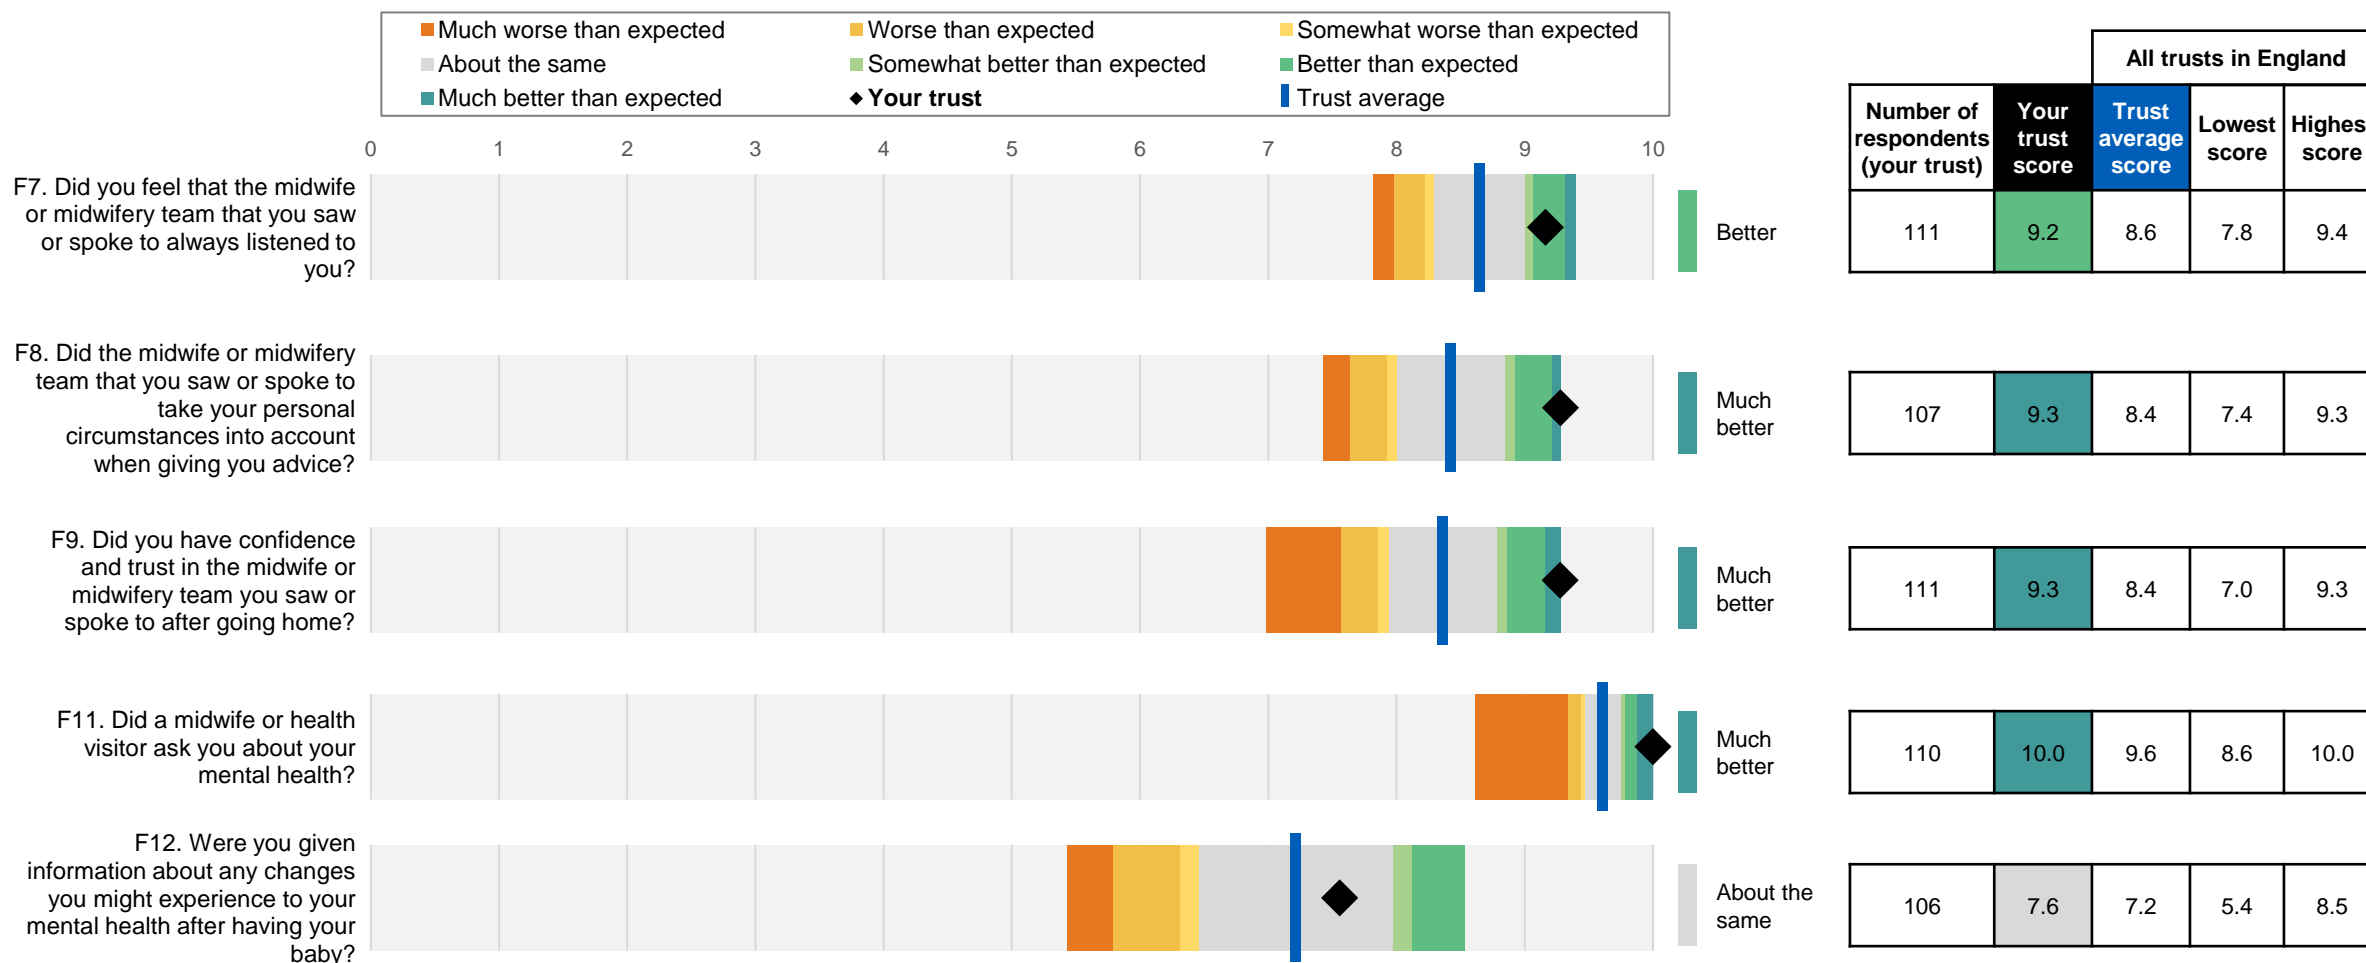 Much worse than expected
Worse than expected
Somewhat worse than expected
About the same
Somewhat better than expected
Better than expected
Much better than expected
Your trust
Trust average
All trusts in England
Number of respondents (your trust)
Your trust score
Trust average score
Lowest score
Highes score
0 1 2 3 4 5 6 7 8 9 10
F7. Did you feel that the midwife
or midwifery team that you saw
or spoke to always listened to
you?
Better
111 9.2 8.6 7.8 9.4
F8. Did the midwife or midwifery
team that you saw or spoke to
take your personal
circumstances into account
when giving you advice?
Much
better
107 9.3 8.4 7.4 9.3
F9. Did you have confidence
and trust in the midwife or
midwifery team you saw or
spoke to after going home?
Much
better
111 9.3 8.4 7.0 9.3
F11. Did a midwife or health
visitor ask you about your
mental health?
Much
better
110 10.0 9.6 8.6 10.0
F12. Were you given
information about any changes
you might experience to your
mental health after having your
baby?
About the
same
106 7.6 7.2 5.4 8.5